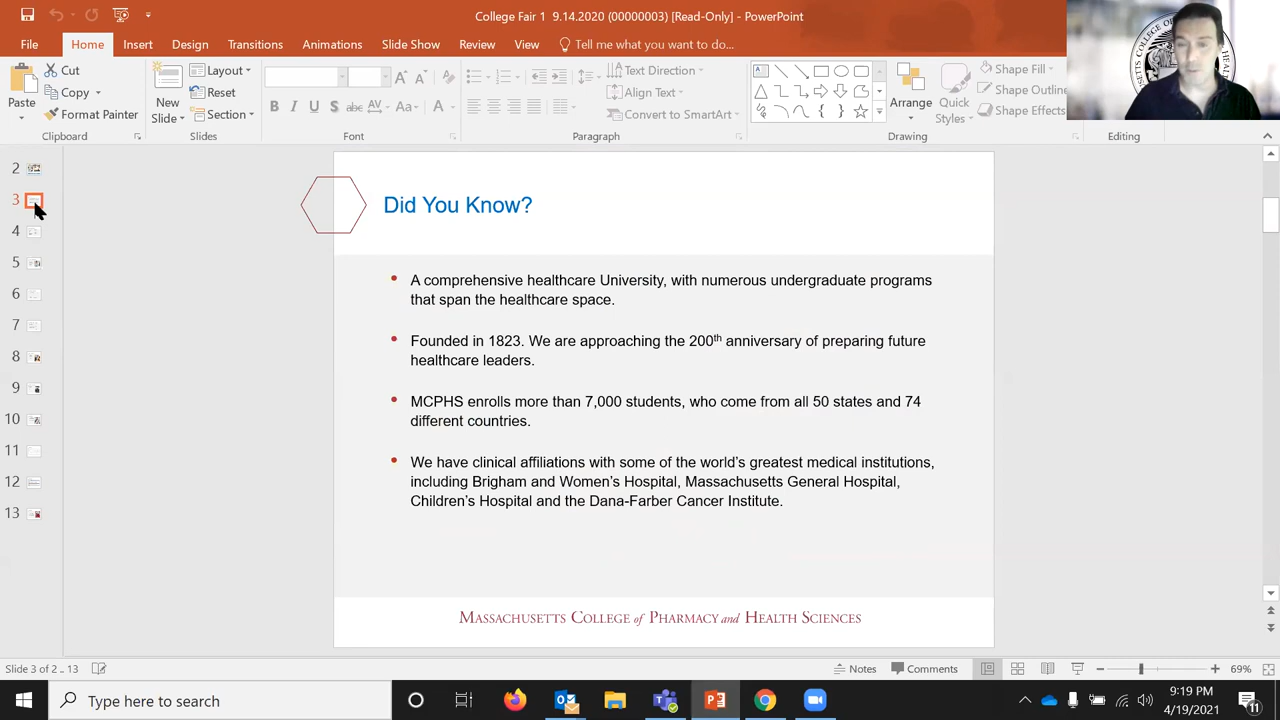 College Fair 1 9.14.2020 (00000003) [Read-Only] - PowerPoint
File Home Insert Design Transitions Animations Slide Show Review View Tell me what you want to do...
Paste
Cut
Copy
Format Painter
Clipboard
New
Slide
Layout
Reset
Section
Slides
B I U S abc AV Aa A
Font
Text Direction
Align Text
Convert to SmartArt
Paragraph
Arrange
Quick
Styles
Shape Fill
Shape Outline
Shape Effects
Drawing
Editing
2
3
4
5
6
7
8
9
10
11
12
13
Did You Know?
• A comprehensive healthcare University, with numerous undergraduate programs
that span the healthcare space.
• Founded in 1823. We are approaching the 200th anniversary of preparing future
healthcare leaders.
• MCPHS enrolls more than 7,000 students, who come from all 50 states and 74
different countries.
• We have clinical affiliations with some of the world's greatest medical institutions,
including Brigham and Women's Hospital, Massachusetts General Hospital,
Children's Hospital and the Dana-Farber Cancer Institute.
MASSACHUSETTS COLLEGE of PHARMACY and HEALTH SCIENCES
Slide 3 of 2 - 13
Notes
Comments
69%
Type here to search
9:19 PM
4/19/2021
11